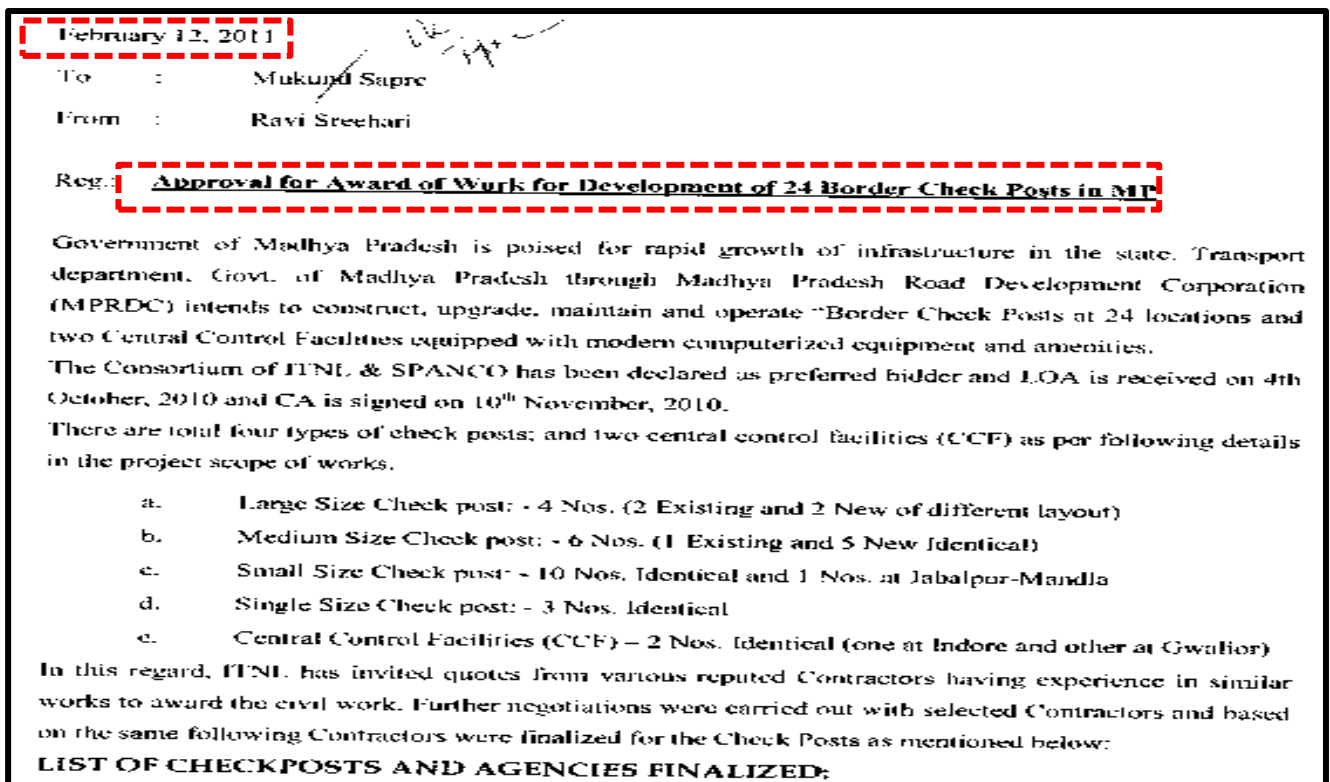 February 12, 2011
To : Mukund Sapre
From : Ravi Sreehari
Reg.: Approval for Award of Work for Development of 24 Border Check Posts in MP
Government of Madhya Pradesh is poised for rapid growth of infrastructure in the state. Transport
department, Govt. of Madhya Pradesh through Madhya Pradesh Road Development Corporation
(MPRDC) intends to construct, upgrade, maintain and operate "Border Check Posts at 24 locations and
two Central Control Facilities equipped with modern computerized equipment and amenities.
The Consortium of ITNL & SPANCO has been declared as preferred bidder and LOA is received on 4th
October, 2010 and CA is signed on 10th November, 2010.
There are total four types of check posts; and two central control facilities (CCF) as per following details
in the project scope of works.
a. Large Size Check post: - 4 Nos. (2 Existing and 2 New of different layout)
b. Medium Size Check post: - 6 Nos. (1 Existing and 5 New Identical)
c. Small Size Check post: - 10 Nos. Identical and 1 Nos. at Jabalpur-Mandla
d. Single Size Check post: - 3 Nos. Identical
e. Central Control Facilities (CCF) – 2 Nos. Identical (one at Indore and other at Gwalior)
In this regard, ITNL has invited quotes from various reputed Contractors having experience in similar
works to award the civil work. Further negotiations were carried out with selected Contractors and based
on the same following Contractors were finalized for the Check Posts as mentioned below:
LIST OF CHECKPOSTS AND AGENCIES FINALIZED: